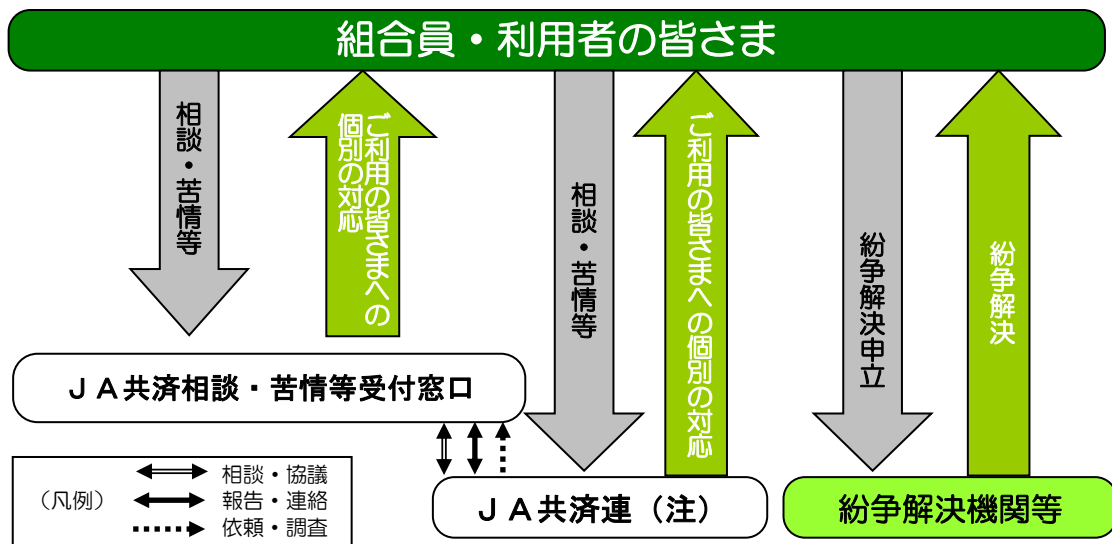 組合員・利用者の皆さま
相談・苦情等
ご利用の皆さまへの
個別の対応
相談・苦情等
ご利用の皆さまへの個別の対応
紛争解決申立
紛争解決
ＪＡ共済相談・苦情等受付窓口
ＪＡ共済連（注）
紛争解決機関等
（凡例）
相談・協議
報告・連絡
依頼・調査